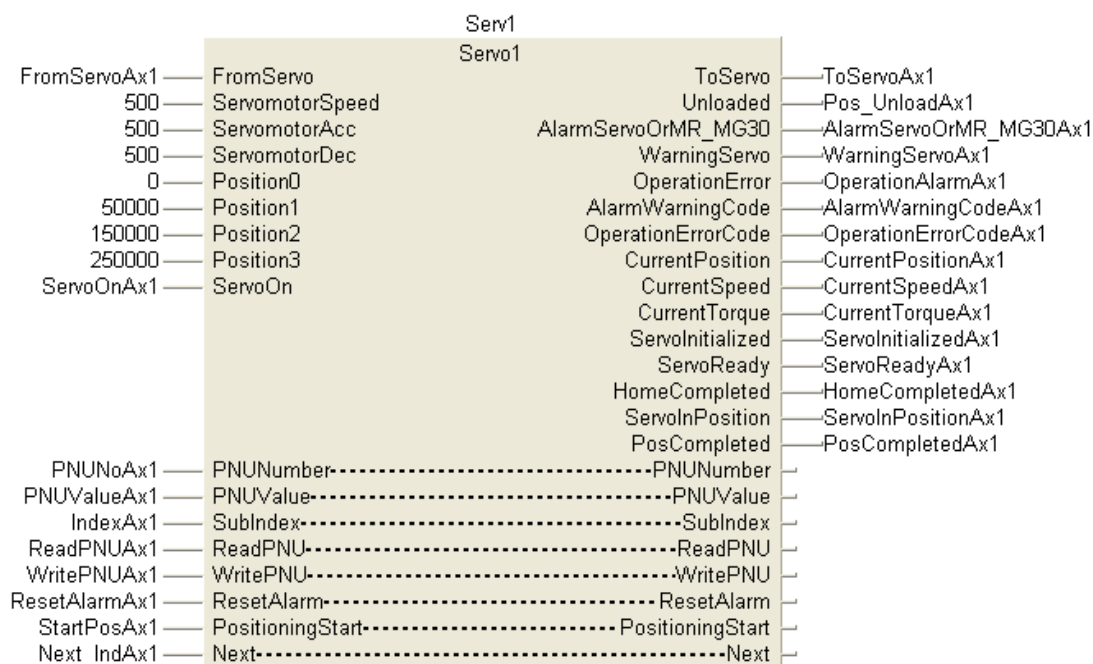 Serv1
Servo1
FromServoAx1 FromServo ToServo ToServoAx1
500 ServomotorSpeed Unloaded Pos_UnloadAx1
500 ServomotorAcc AlarmServoOrMR_MG30 AlarmServoOrMR_MG30Ax1
500 ServomotorDec WarningServo WarningServoAx1
0 Position0 OperationError OperationAlarmAx1
50000 Position1 AlarmWarningCode AlarmWarningCodeAx1
150000 Position2 OperationErrorCode OperationErrorCodeAx1
250000 Position3 CurrentPosition CurrentPositionAx1
ServoOnAx1 ServoOn CurrentSpeed CurrentSpeedAx1
CurrentTorque CurrentTorqueAx1
ServoInitialized ServoInitializedAx1
ServoReady ServoReadyAx1
HomeCompleted HomeCompletedAx1
ServoInPosition ServoInPositionAx1
PosCompleted PosCompletedAx1
PNUNoAx1 PNUNumber PNUNumber
PNUValueAx1 PNUValue PNUValue
IndexAx1 SubIndex SubIndex
ReadPNUAx1 ReadPNU ReadPNU
WritePNUAx1 WritePNU WritePNU
ResetAlarmAx1 ResetAlarm ResetAlarm
StartPosAx1 PositioningStart PositioningStart
Next_IndAx1 Next Next